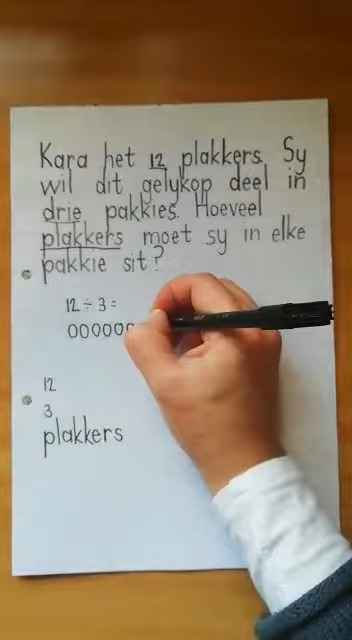 Kara het 12 plakkers. Sy
wil dit gelykop deel in
drie pakkies. Hoeveel
plakkers moet sy in elke
pakkie sit?
12 ÷ 3 =
000000
12
3
plakkers